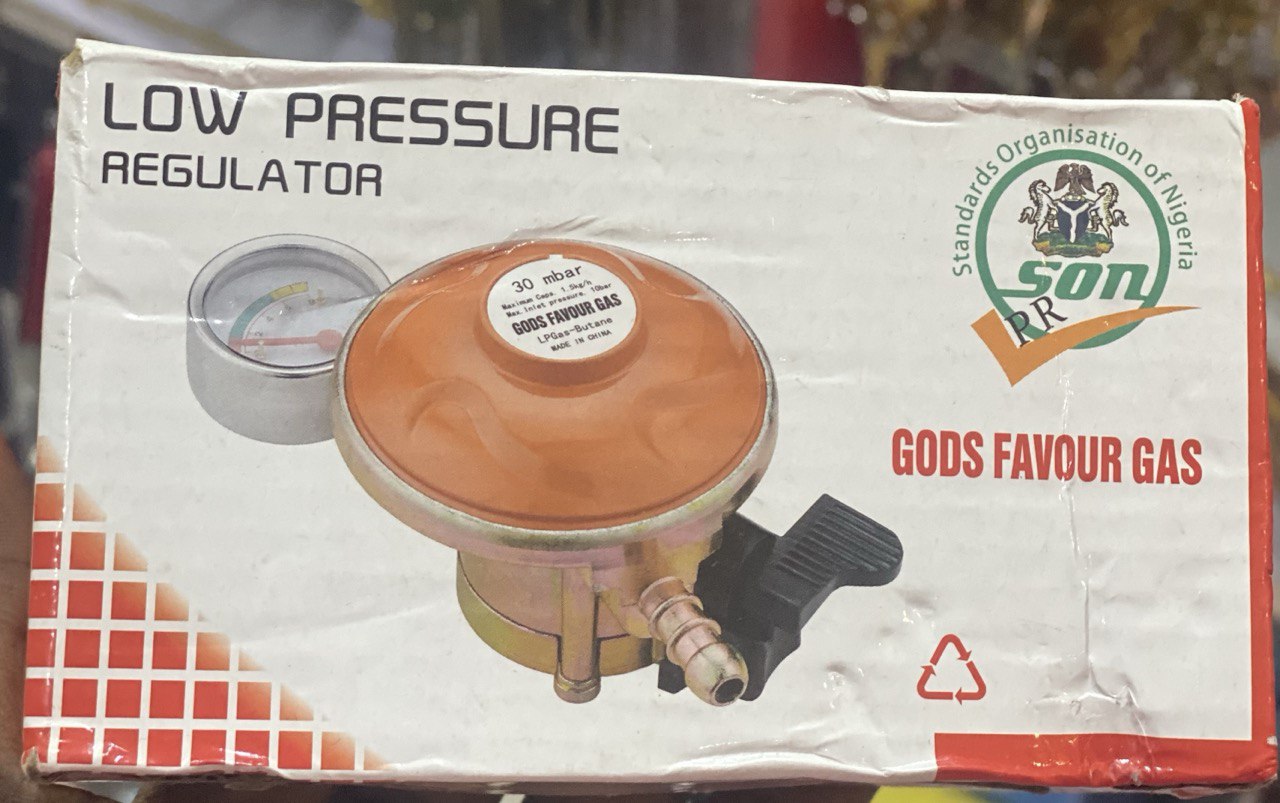 LOW PRESSURE
REGULATOR
30 mbar
Maximum Capa. 1.5kg/h
Max. Inlet pressure. 10bar
GODS FAVOUR GAS
LPGas-Butane
MADE IN CHINA
Standards Organisation of Nigeria
SON
PR
GODS FAVOUR GAS